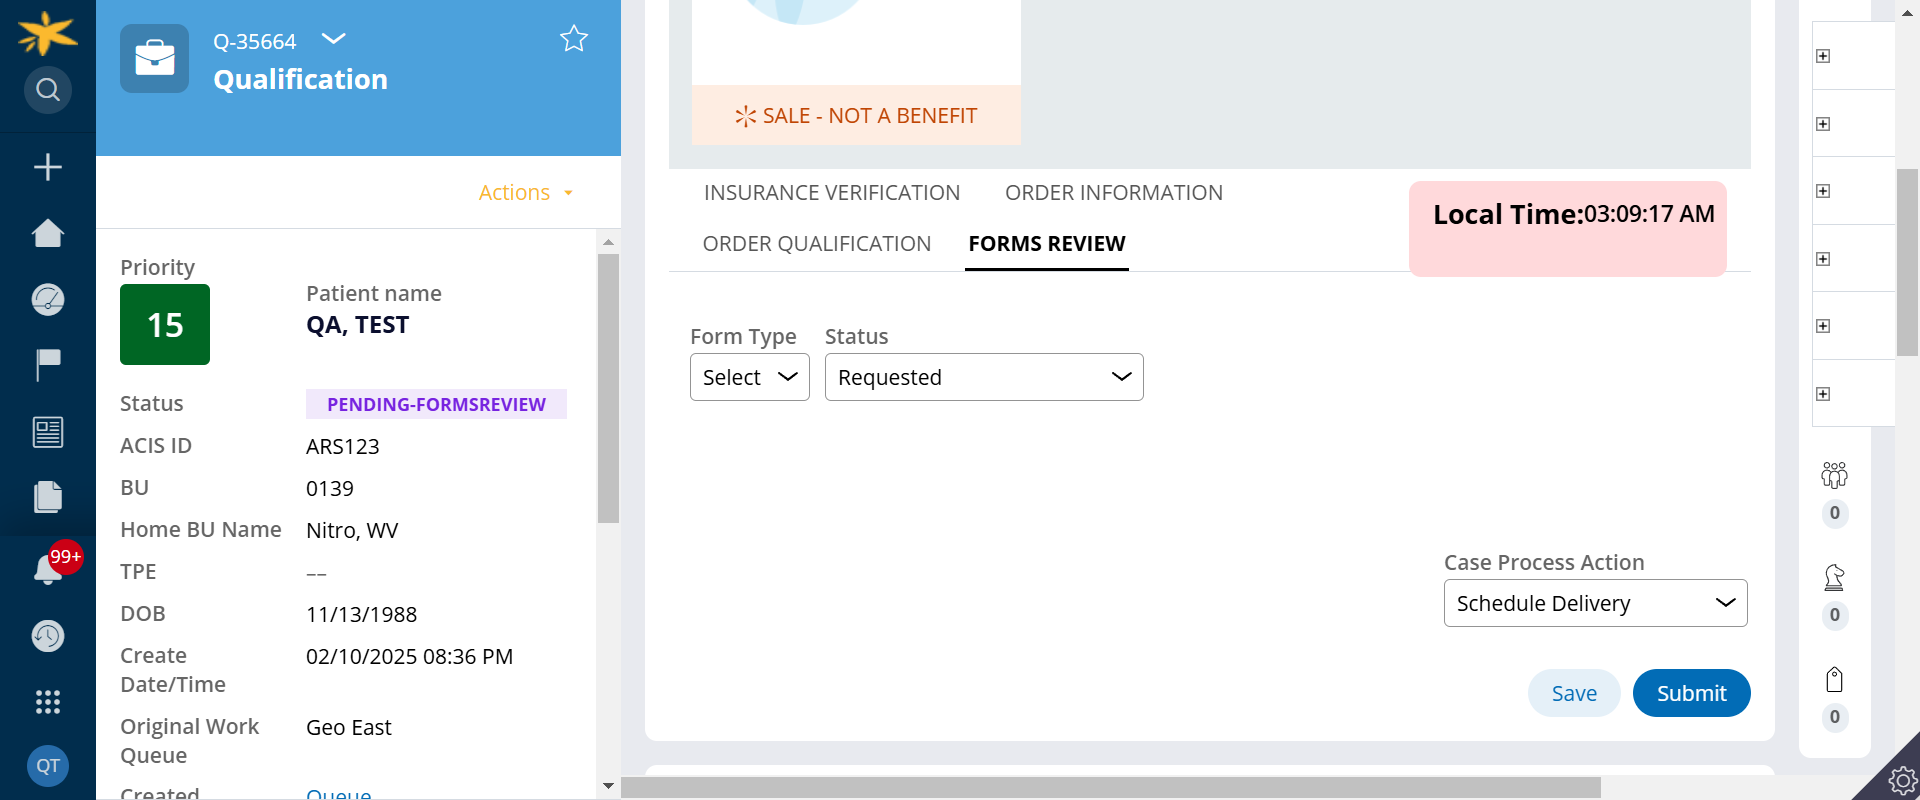 Q-35664
Qualification
Actions
Priority
15
Patient name
QA, TEST
Status
PENDING-FORMSREVIEW
ACIS ID
ARS123
BU
0139
Home BU Name
Nitro, WV
TPE
––
DOB
11/13/1988
Create
Date/Time
02/10/2025 08:36 PM
Original Work
Queue
Geo East
Created
Queue
99+
QT
SALE - NOT A BENEFIT
INSURANCE VERIFICATION
ORDER INFORMATION
ORDER QUALIFICATION
FORMS REVIEW
Local Time:03:09:17 AM
Form Type
Select
Status
Requested
Case Process Action
Schedule Delivery
Save
Submit
0
0
0